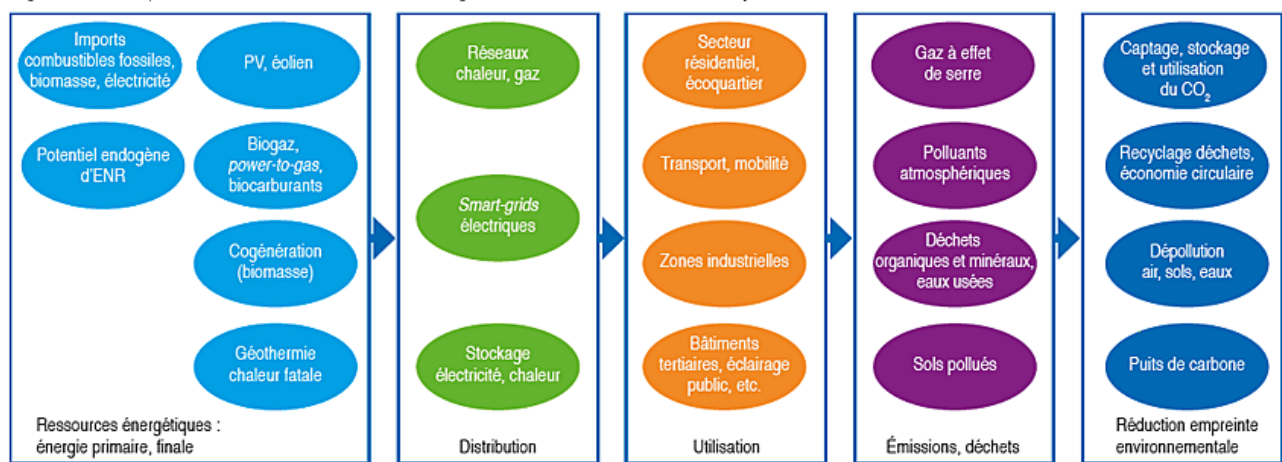 Imports
combustibles fossiles,
biomasse, électricité
PV, éolien
Potentiel endogène
d'ENR
Biogaz,
power-to-gas,
biocarburants
Cogénération
(biomasse)
Géothermie
chaleur fatale
Ressources énergétiques :
énergie primaire, finale
Réseaux
chaleur, gaz
Smart-grids
électriques
Stockage
électricité, chaleur
Distribution
Secteur
résidentiel,
écoquartier
Transport, mobilité
Zones industrielles
Bâtiments
tertiaires, éclairage
public, etc.
Utilisation
Gaz à effet
de serre
Polluants
atmosphériques
Déchets
organiques et minéraux,
eaux usées
Sols pollués
Émissions, déchets
Captage, stockage
et utilisation
du CO₂
Recyclage déchets,
économie circulaire
Dépollution
air, sols, eaux
Puits de carbone
Réduction empreinte
environnementale